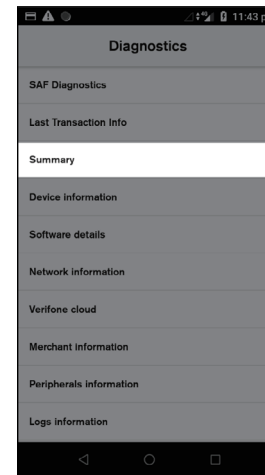 4G 11:43 p
Diagnostics
SAF Diagnostics
Last Transaction Info
Summary
Device information
Software details
Network information
Verifone cloud
Merchant information
Peripherals information
Logs information